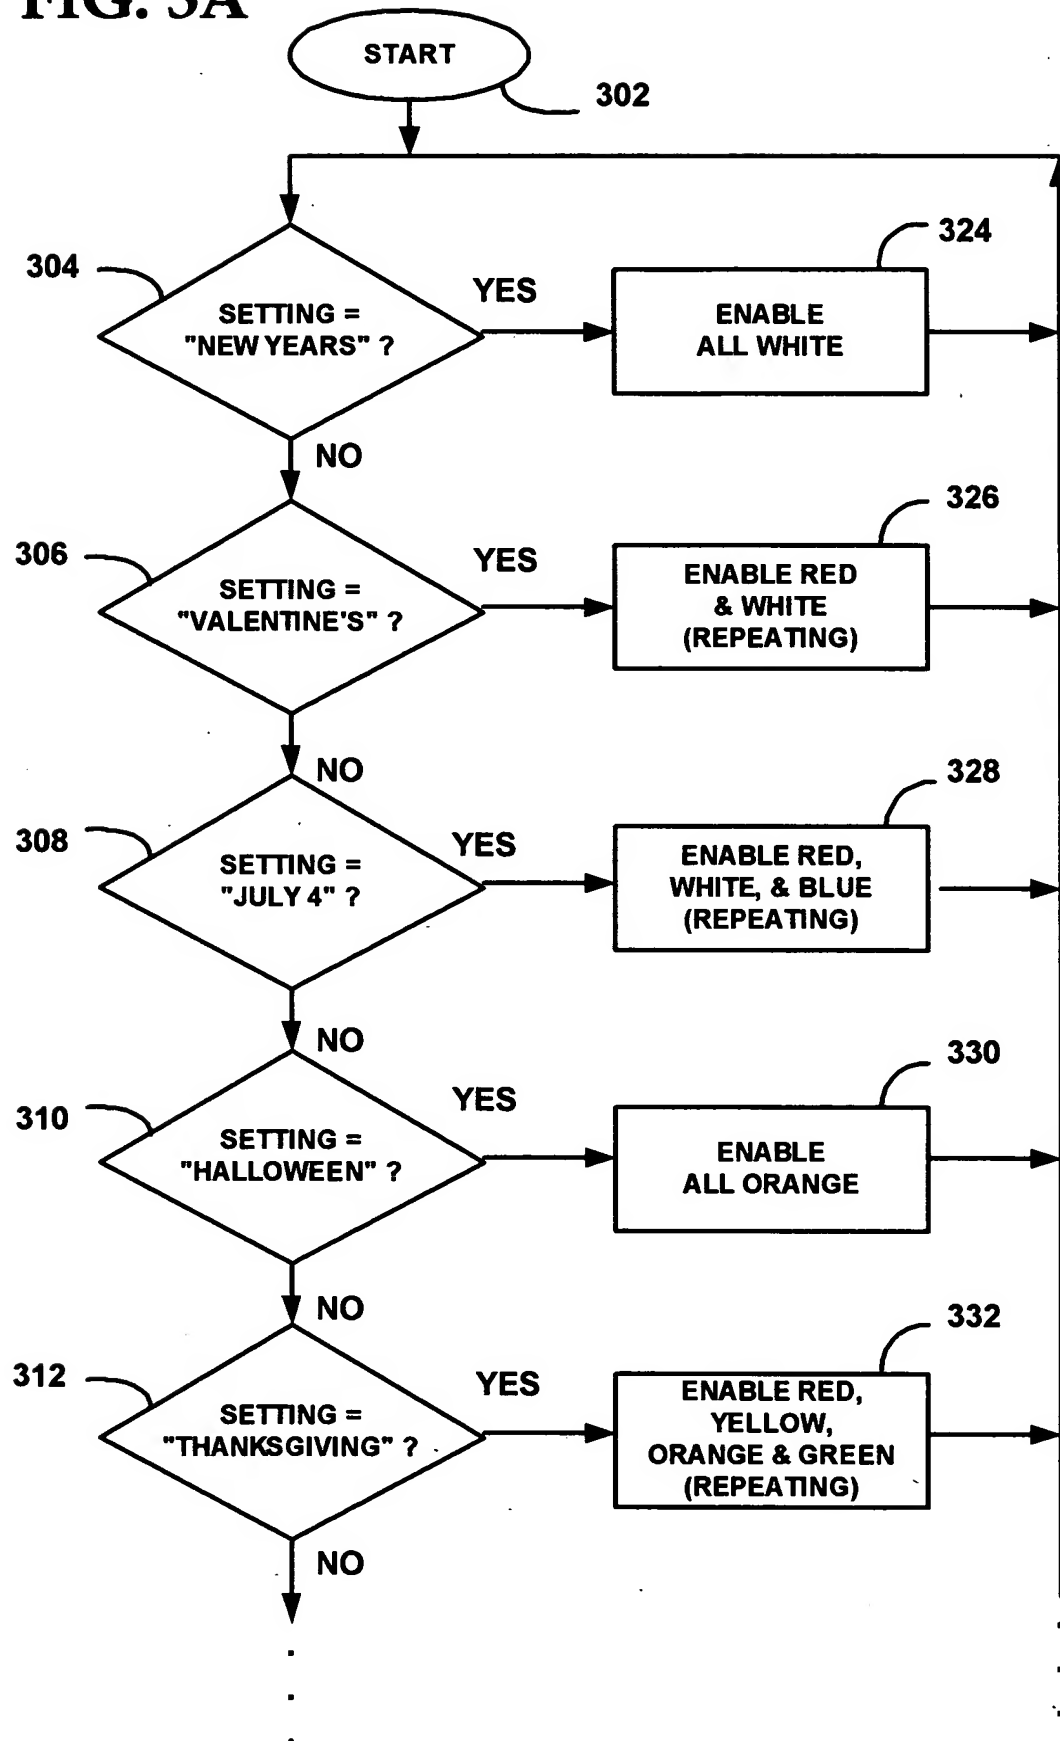 FIG. 3A
START
302
304
SETTING =
"NEW YEARS" ?
YES
324
ENABLE
ALL WHITE
NO
306
SETTING =
"VALENTINE'S" ?
YES
326
ENABLE RED
& WHITE
(REPEATING)
NO
308
SETTING =
"JULY 4" ?
YES
328
ENABLE RED,
WHITE, & BLUE
(REPEATING)
NO
310
SETTING =
"HALLOWEEN" ?
YES
330
ENABLE
ALL ORANGE
NO
312
SETTING =
"THANKSGIVING" ?
YES
332
ENABLE RED,
YELLOW,
ORANGE & GREEN
(REPEATING)
NO